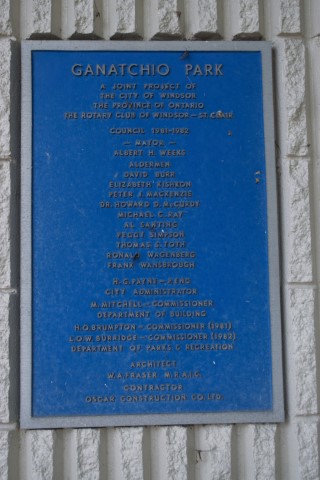 GANATCHIO PARK
A JOINT PROJECT OF
THE CITY OF WINDSOR
THE PROVINCE OF ONTARIO
THE ROTARY CLUB OF WINDSOR - ST. CLAIR
COUNCIL 1981-1982
- MAYOR -
ALBERT H. WEEKS
ALDERMEN
DAVID BURR
ELIZABETH KISHKON
PETER J. MACKENZIE
DR. HOWARD D. McCURDY
MICHAEL C. RAY
AL SANTING
PEGGY SIMPSON
THOMAS C. TOTH
RONALD WAGENBERG
FRANK WANSBROUGH
H. G. PAYNE - P.ENG.
CITY ADMINISTRATOR
M. MITCHELL - COMMISSIONER
DEPARTMENT OF BUILDING
H.Q. BRUMPTON - COMMISSIONER (1981)
L.O.W. BURRIDGE - COMMISSIONER (1982)
DEPARTMENT OF PARKS & RECREATION
ARCHITECT
W.A. FRASER M.R.A.I.C.
CONTRACTOR
OSCAR CONSTRUCTION CO. LTD.